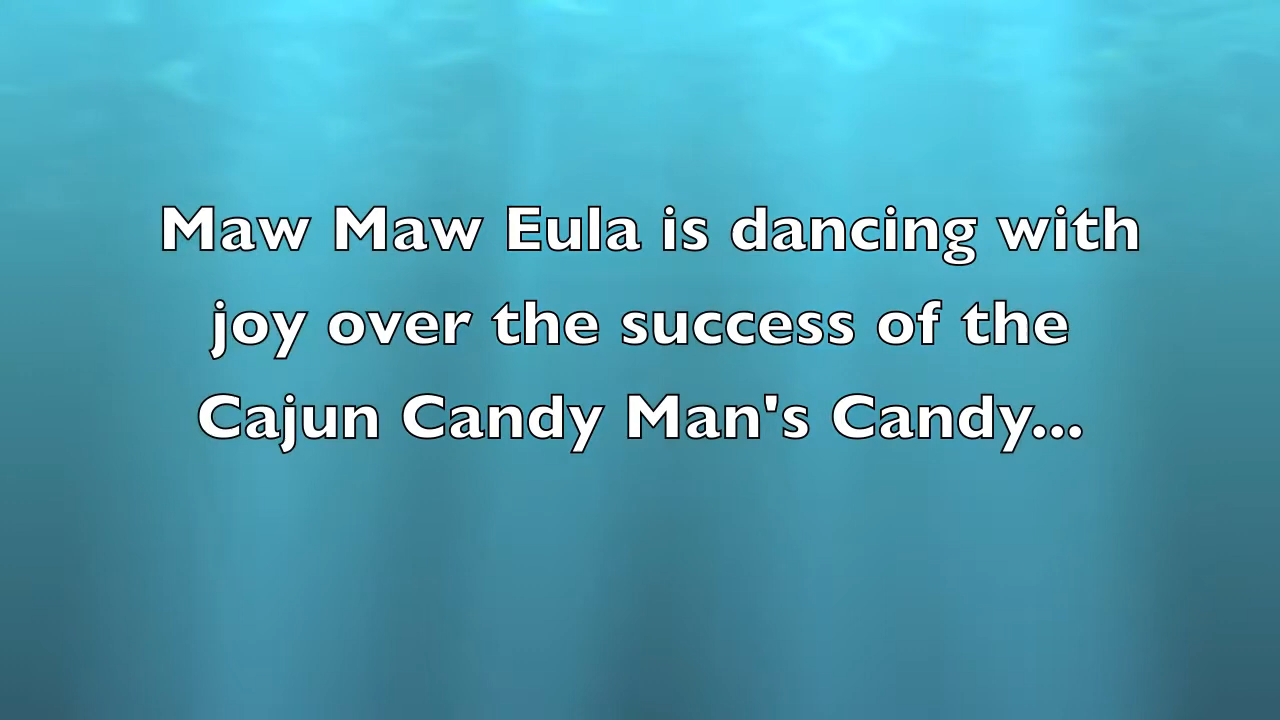 Maw Maw Eula is dancing with
joy over the success of the
Cajun Candy Man's Candy...